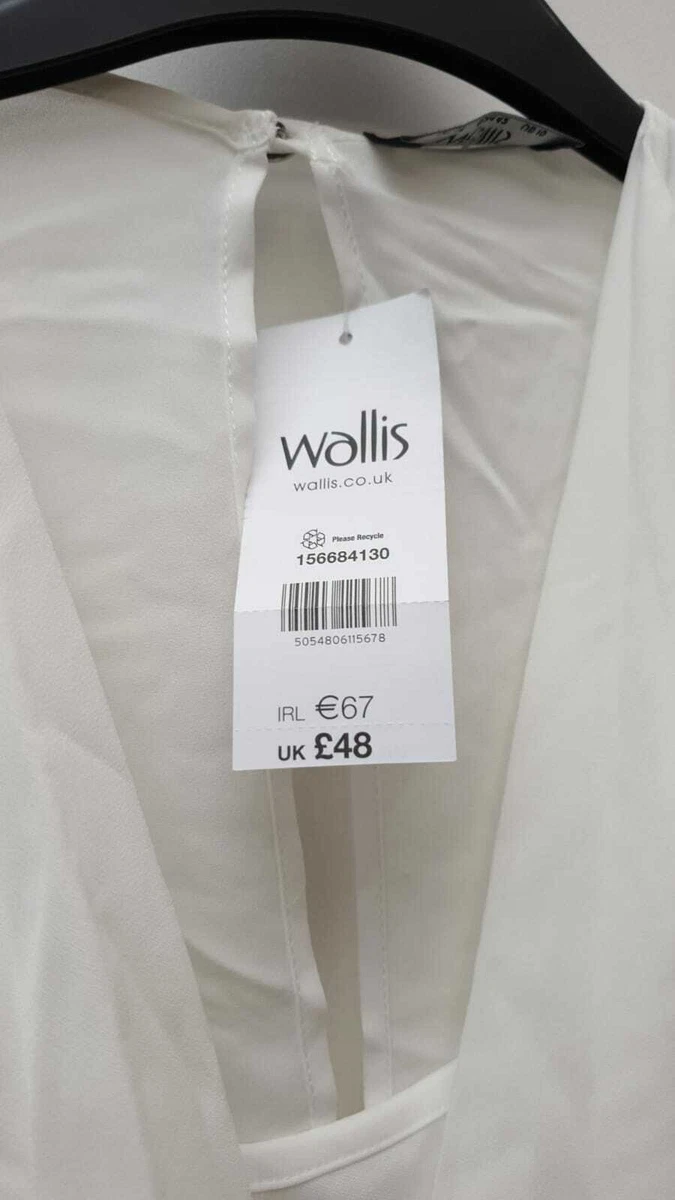 wallis
wallis.co.uk
Please Recycle
156684130
5054806115678
IRL €67
UK £48